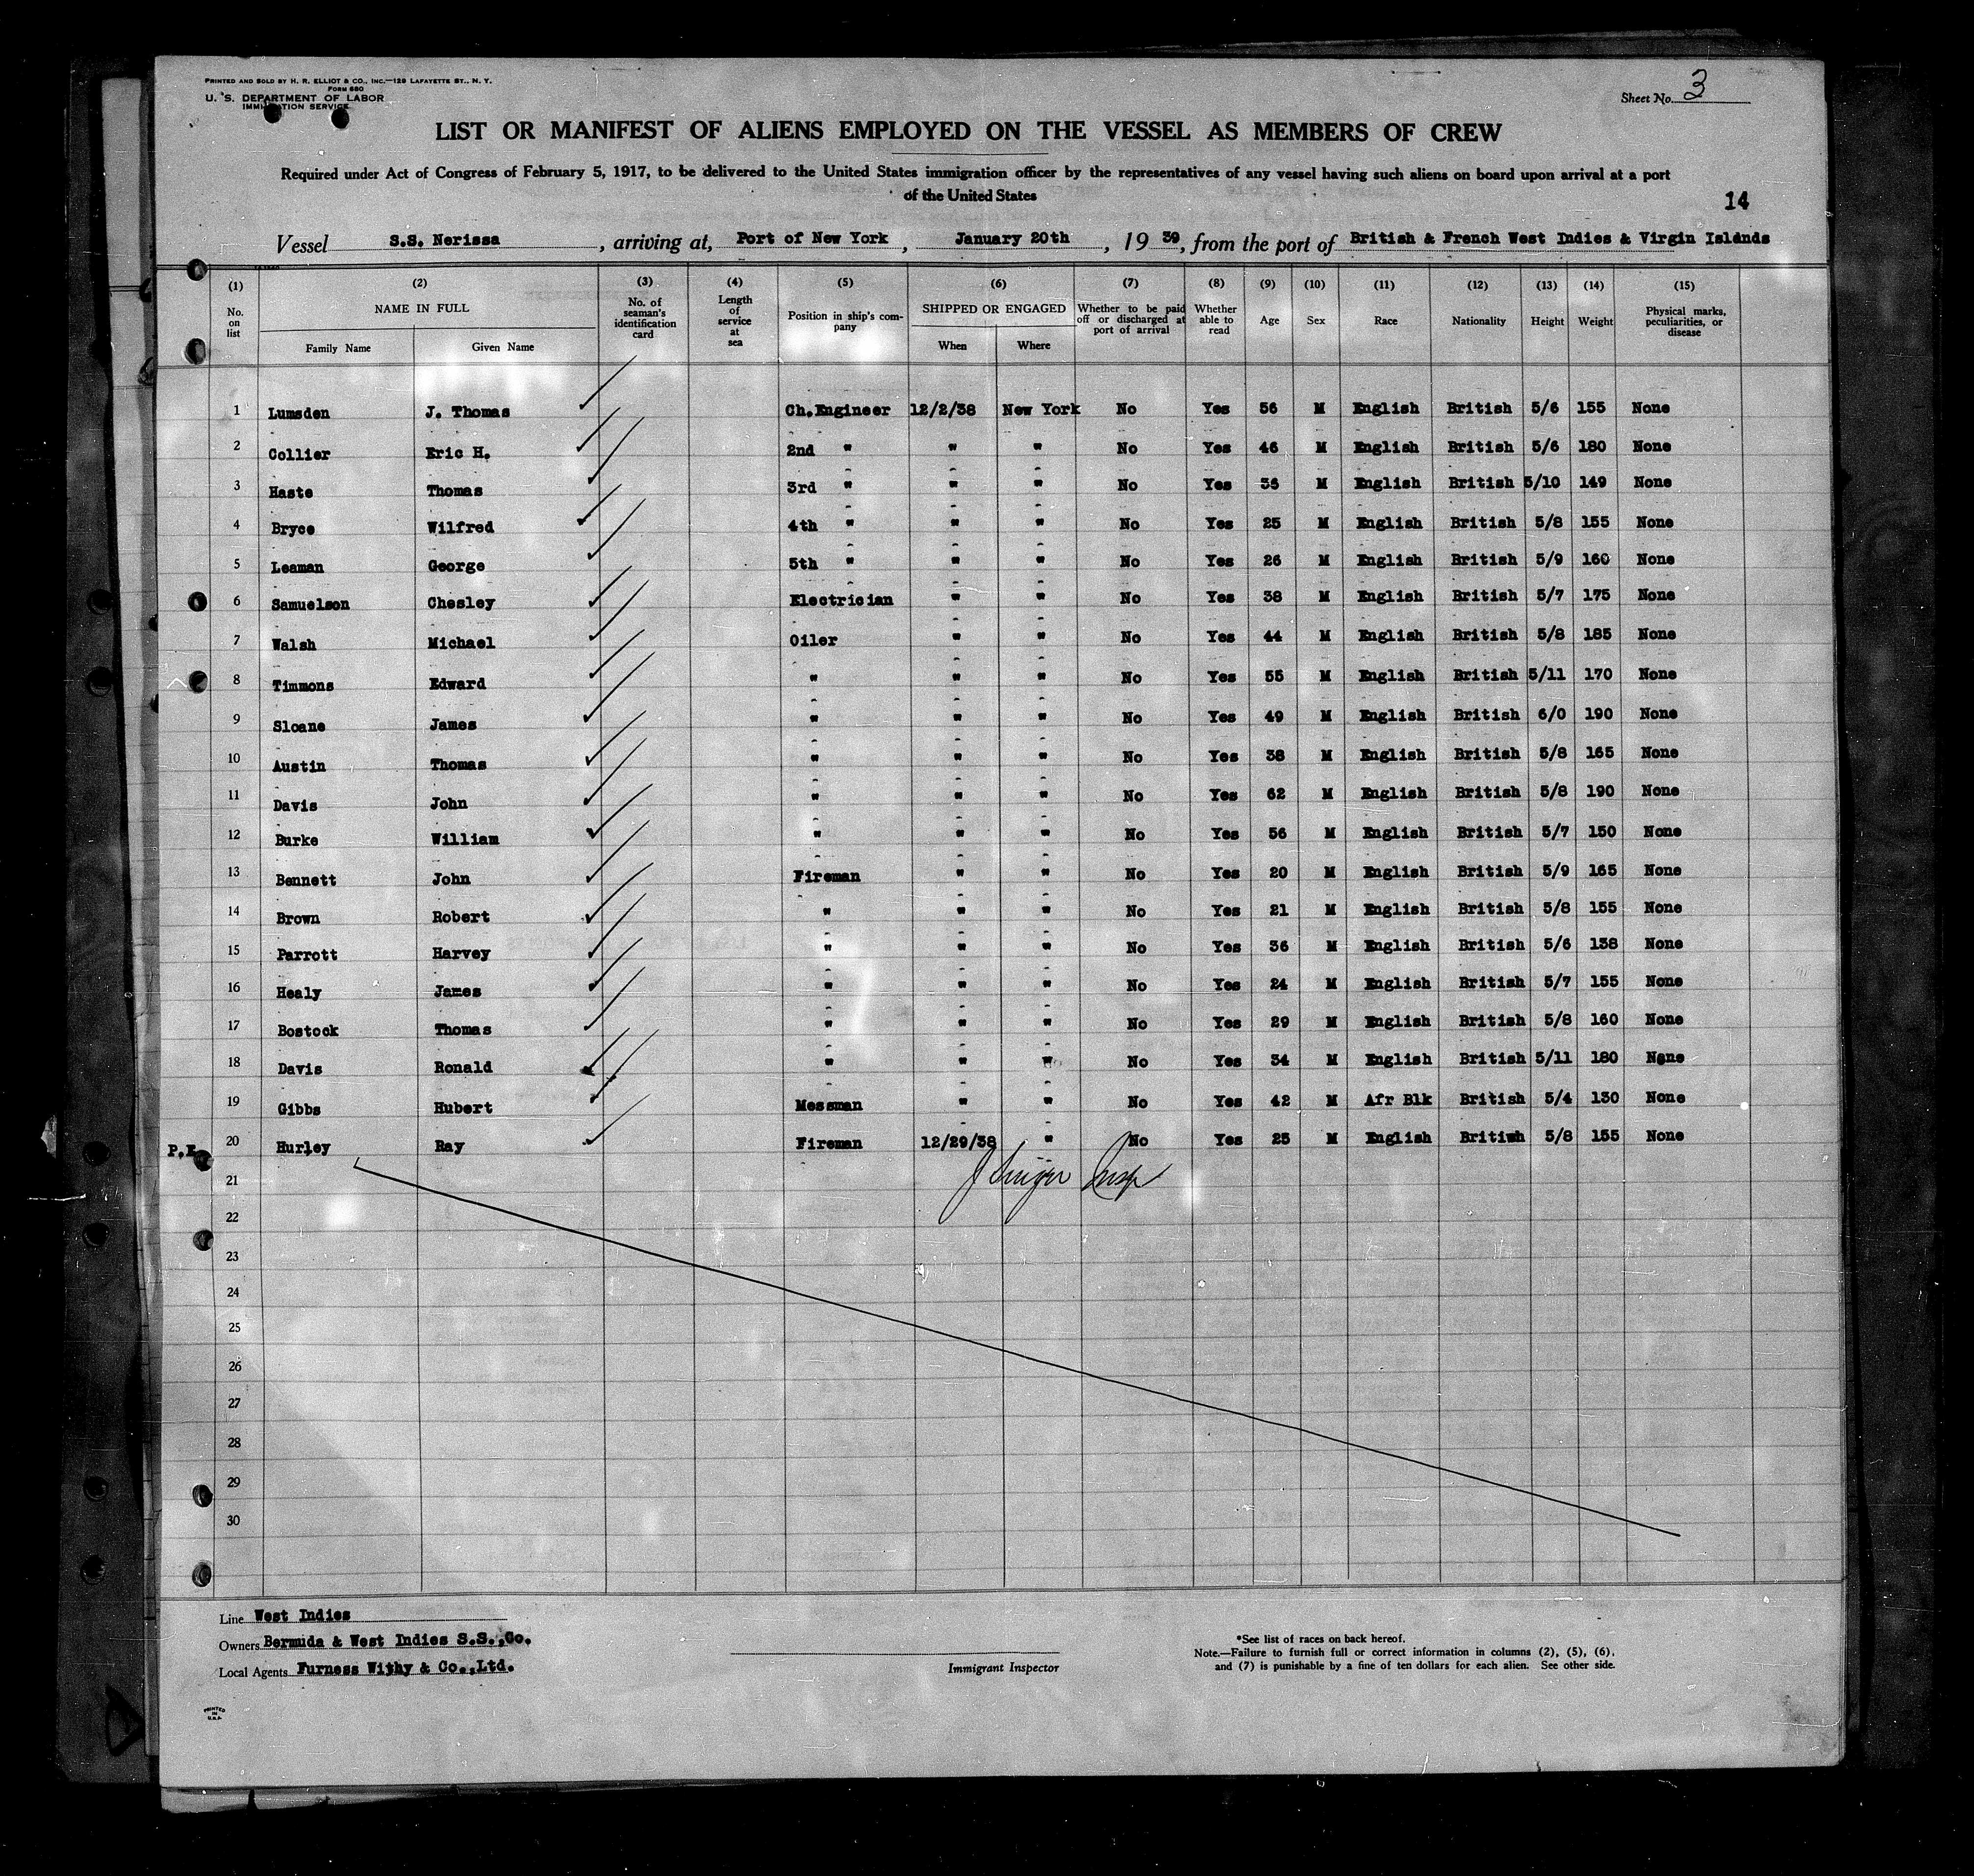 PRINTED AND SOLD BY H. R. ELLIOT & CO., INC.—129 LAFAYETTE ST., N. Y.
FORM 680
U. S. DEPARTMENT OF LABOR
IMMIGRATION SERVICE
Sheet No. 3
LIST OR MANIFEST OF ALIENS EMPLOYED ON THE VESSEL AS MEMBERS OF CREW
Required under Act of Congress of February 5, 1917, to be delivered to the United States immigration officer by the representatives of any vessel having such aliens on board upon arrival at a port
of the United States
14
Vessel S.S. Nerissa, arriving at, Port of New York, January 20th, 19 39, from the port of British & French West Indies & Virgin Islands
(1) (2) (3) (4) (5) (6) (7) (8) (9) (10) (11) (12) (13) (14) (15)
No. on list NAME IN FULL Family Name Given Name No. of seaman's identification card Length of service at sea Position in ship's company SHIPPED OR ENGAGED When Where Whether to be paid off or discharged at port of arrival Whether able to read Age Sex Race Nationality Height Weight Physical marks, peculiarities, or disease
1 Lumsden J. Thomas Ch.Engineer 12/2/38 New York No Yes 56 M English British 5/6 155 None
2 Collier Eric H. 2nd " " " No Yes 46 M English British 5/6 180 None
3 Haste Thomas 3rd " " " No Yes 36 M English British 5/10 149 None
4 Bryce Wilfred 4th " " " No Yes 25 M English British 5/8 155 None
5 Leaman George 5th " " " No Yes 26 M English British 5/9 160 None
6 Samuelson Chesley Electrician " " No Yes 38 M English British 5/7 175 None
7 Walsh Michael Oiler " " No Yes 44 M English British 5/8 185 None
8 Timmons Edward " " " No Yes 55 M English British 5/11 170 None
9 Sloane James " " " No Yes 49 M English British 6/0 190 None
10 Austin Thomas " " " No Yes 38 M English British 5/8 165 None
11 Davis John " " " No Yes 62 M English British 5/8 190 None
12 Burke William " " " No Yes 56 M English British 5/7 150 None
13 Bennett John Fireman " " No Yes 20 M English British 5/9 165 None
14 Brown Robert " " " No Yes 21 M English British 5/8 155 None
15 Parrott Harvey " " " No Yes 36 M English British 5/6 138 None
16 Healy James " " " No Yes 24 M English British 5/7 155 None
17 Bostock Thomas " " " No Yes 29 M English British 5/8 160 None
18 Davis Ronald " " " No Yes 34 M English British 5/11 180 None
19 Gibbs Hubert Messman " " No Yes 42 M Afr Blk British 5/4 130 None
P.E. 20 Hurley Ray Fireman 12/29/38 " No Yes 25 M English British 5/8 155 None
21
22
23
24
25
26
27
28
29
30
Line West Indies
Owners Bermuda & West Indies S.S.,Co.
Local Agents Furness Withy & Co.,Ltd.
Immigrant Inspector
*See list of races on back hereof.
Note.—Failure to furnish full or correct information in columns (2), (5), (6),
and (7) is punishable by a fine of ten dollars for each alien. See other side.
PRINTED
IN
U.S.A.